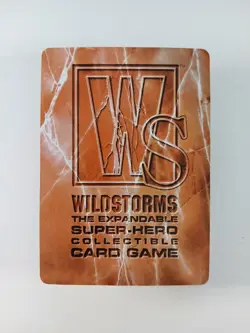 WS
WILDSTORMS
THE EXPANDABLE
SUPER-HERO
COLLECTIBLE
CARD GAME